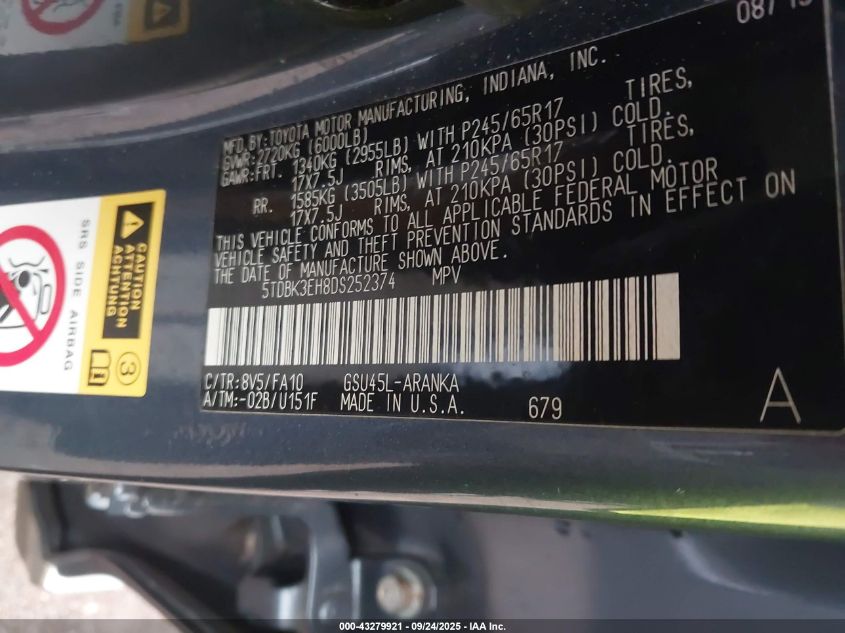 08/13
MFD.BY:TOYOTA MOTOR MANUFACTURING, INDIANA, INC.
GVWR:2720KG (6000LB)
GAWR:FRT. 1340KG (2955LB) WITH P245/65R17 TIRES,
17X7.5J RIMS, AT 210KPA (30PSI) COLD.
RR. 1585KG (3505LB) WITH P245/65R17 TIRES,
17X7.5J RIMS, AT 210KPA (30PSI) COLD.
THIS VEHICLE CONFORMS TO ALL APPLICABLE FEDERAL MOTOR
VEHICLE SAFETY AND THEFT PREVENTION STANDARDS IN EFFECT ON
THE DATE OF MANUFACTURE SHOWN ABOVE.
5TDBK3EH8DS252374 MPV
C/TR:8V5/FA10 GSU45L-ARANKA
A/TM:-02B/U151F MADE IN U.S.A. 679
A
CAUTION
ATTENTION
ACHTUNG
SRS SIDE AIRBAG
3
000-43279921 - 09/24/2025 - IAA Inc.